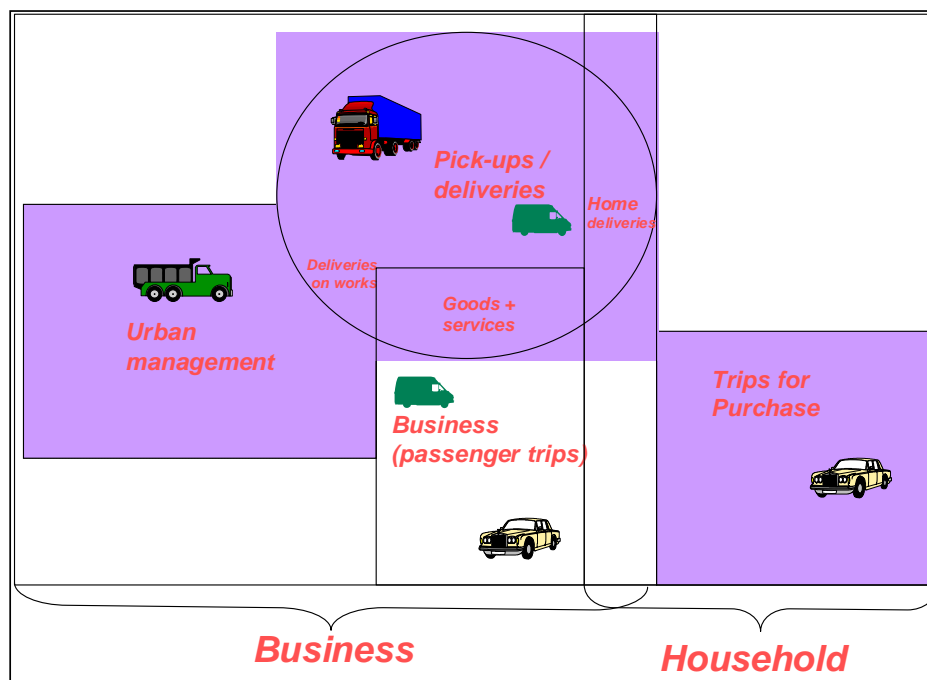 Pick-ups /
deliveries
Home
deliveries
Deliveries
on works
Goods +
services
Urban
management
Trips for
Purchase
Business
(passenger trips)
Business
Household